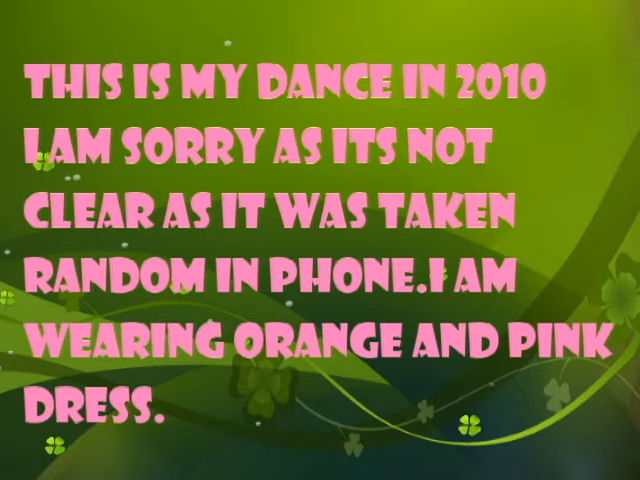 THIS IS MY DANCE IN 2010
I AM SORRY AS ITS NOT
CLEAR AS IT WAS TAKEN
RANDOM IN PHONE.I AM
WEARING ORANGE AND PINK
DRESS.